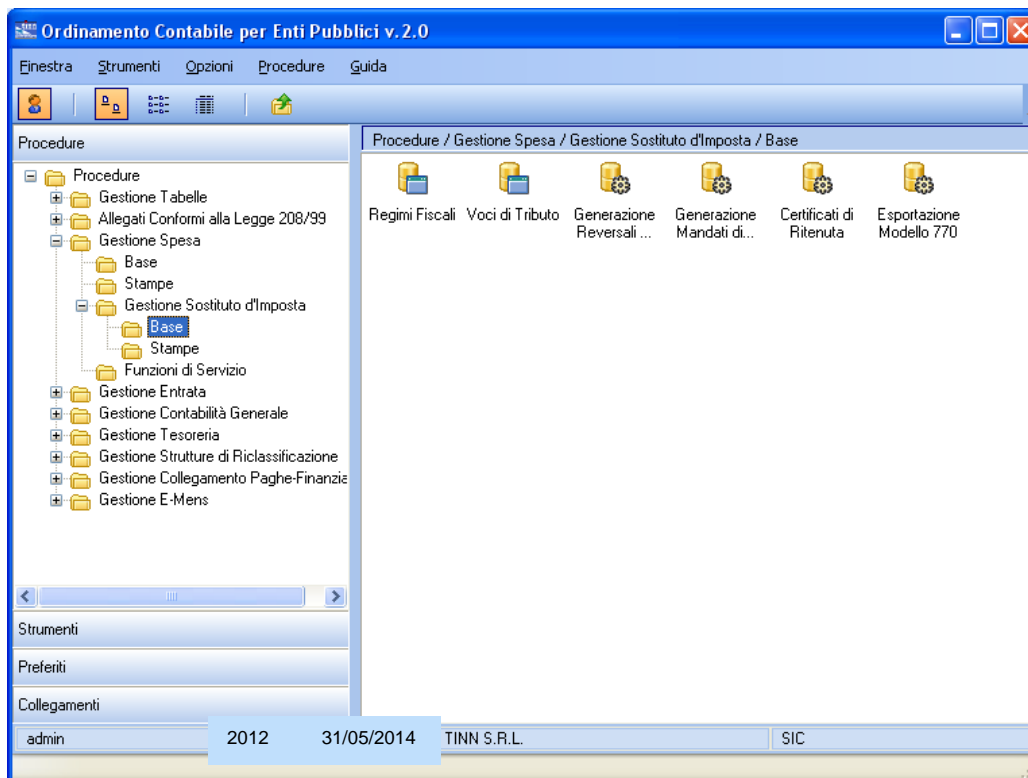 Ordinamento Contabile per Enti Pubblici v.2.0
Finestra Strumenti Opzioni Procedure Guida
Procedure
Procedure
Gestione Tabelle
Allegati Conformi alla Legge 208/99
Gestione Spesa
Base
Stampe
Gestione Sostituto d'Imposta
Base
Stampe
Funzioni di Servizio
Gestione Entrata
Gestione Contabilità Generale
Gestione Tesoreria
Gestione Strutture di Riclassificazione
Gestione Collegamento Paghe-Finanzia
Gestione E-Mens
Strumenti
Preferiti
Collegamenti
Procedure / Gestione Spesa / Gestione Sostituto d'Imposta / Base
Regimi Fiscali
Voci di Tributo
Generazione
Reversali ...
Generazione
Mandati di...
Certificati di
Ritenuta
Esportazione
Modello 770
admin 2012 31/05/2014 TINN S.R.L. SIC